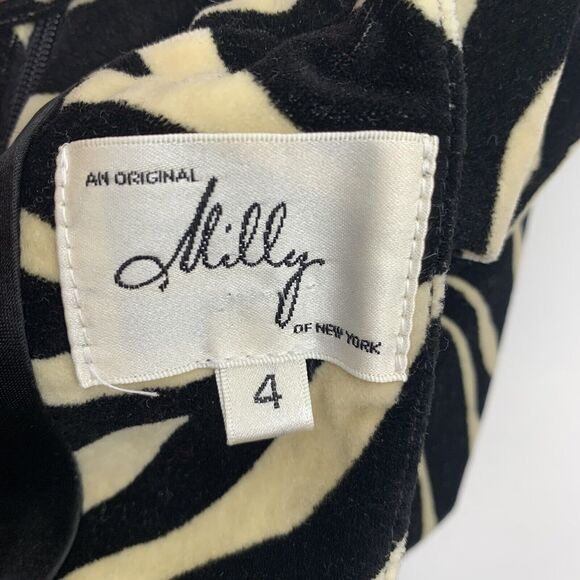 AN ORIGINAL
Milly
OF NEW YORK
4